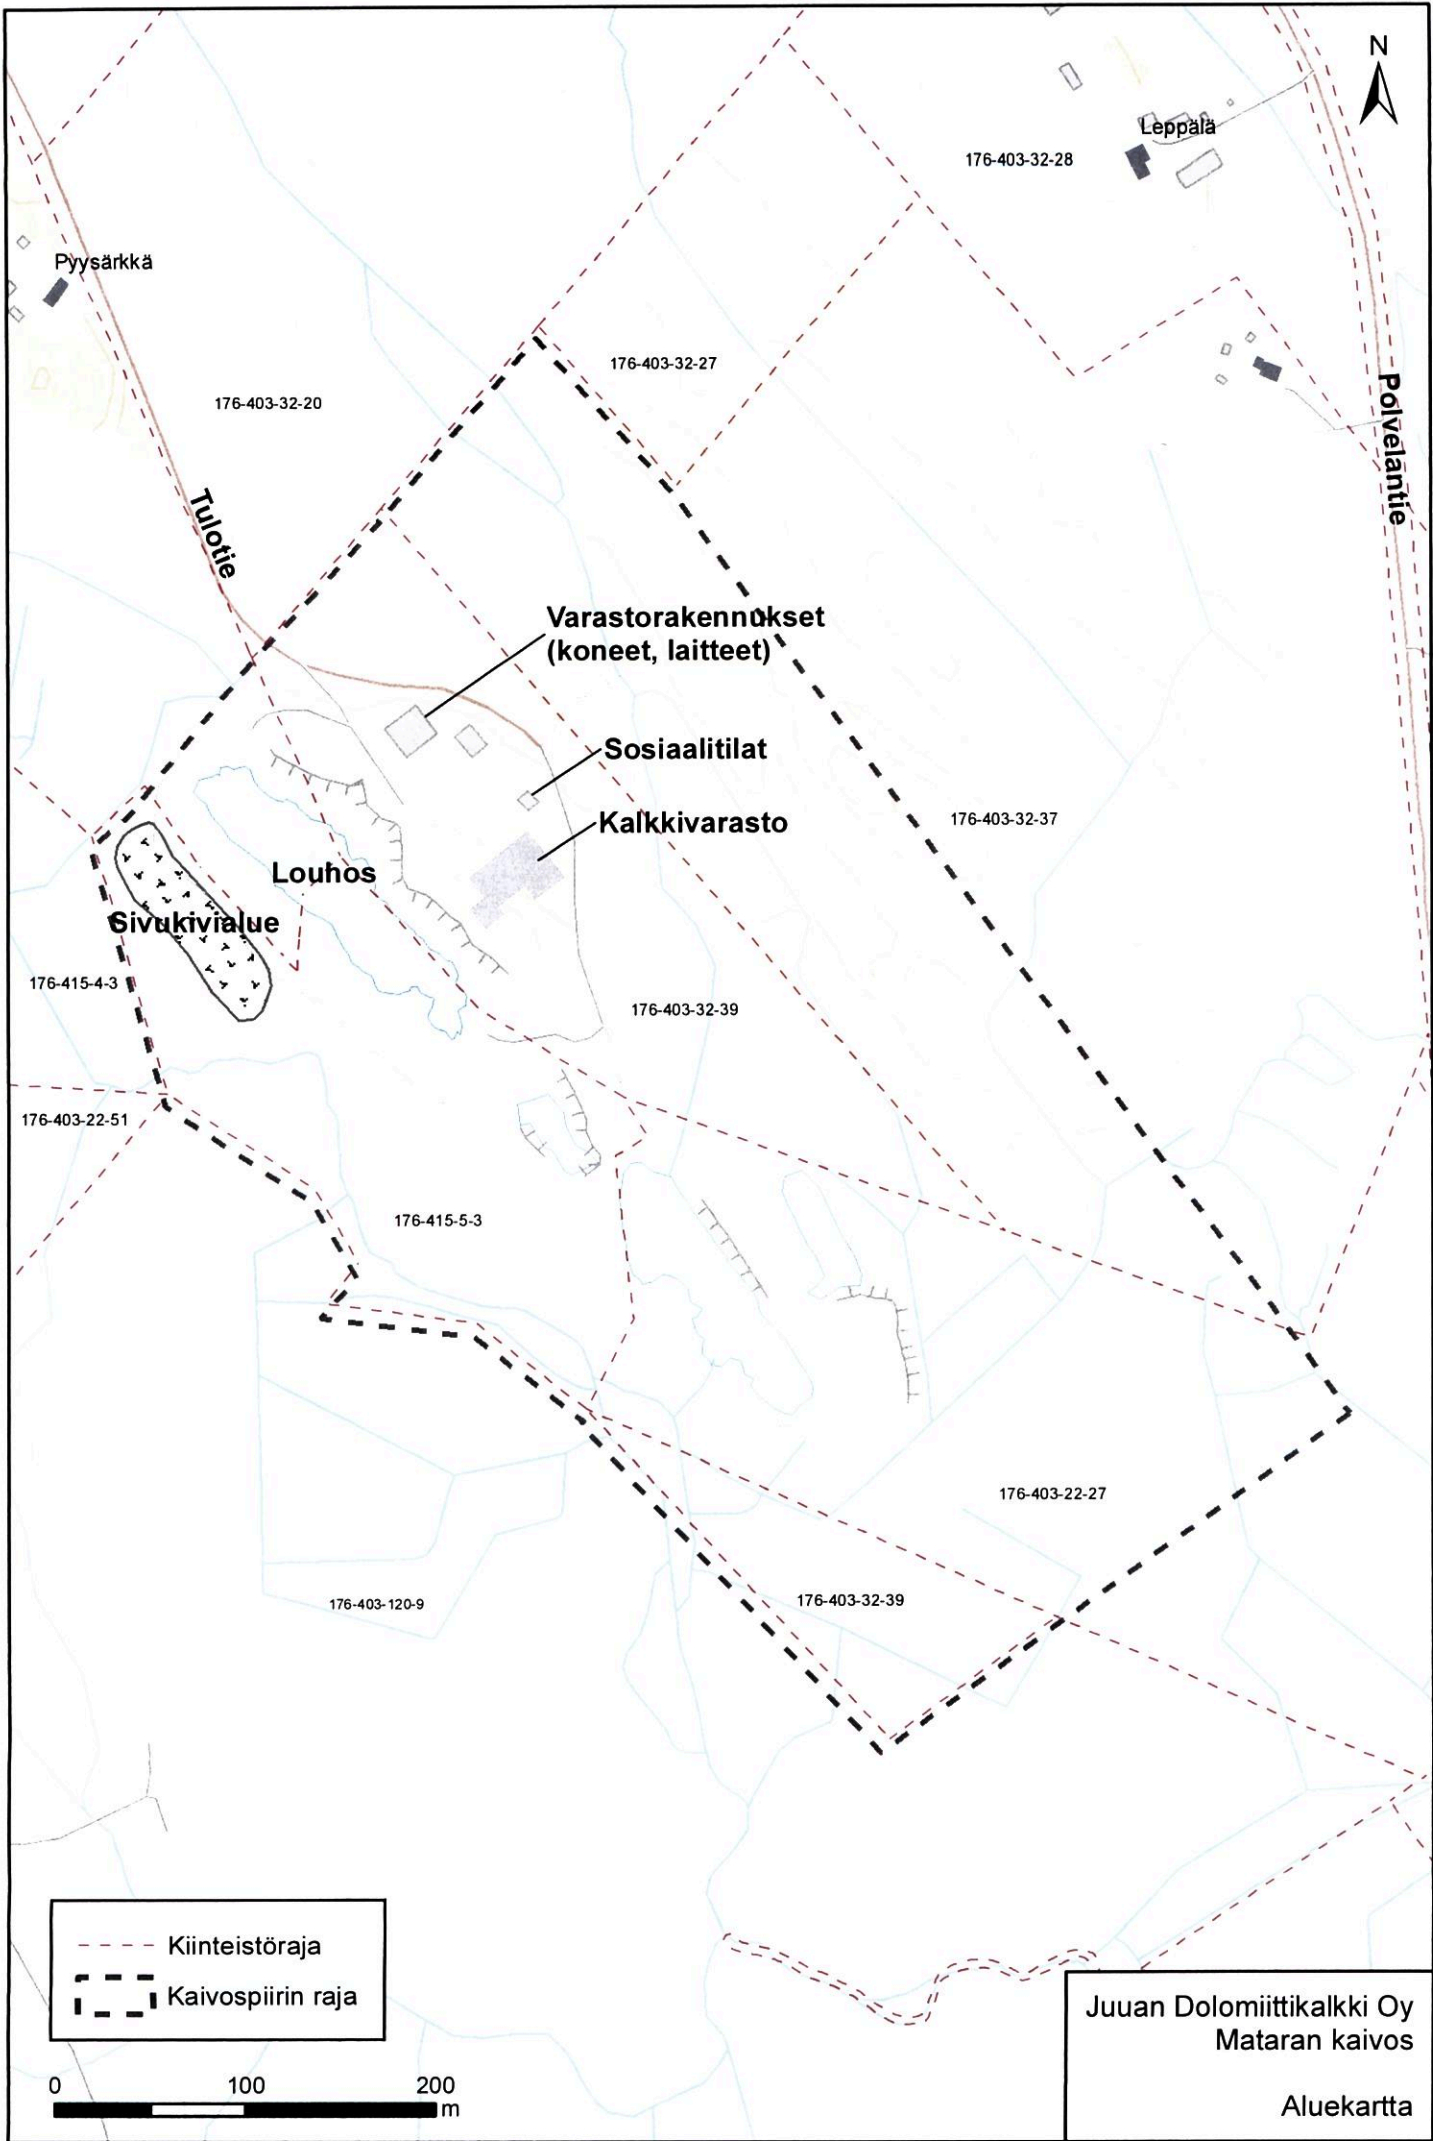 N
Leppälä
176-403-32-28
Pyysärkkä
176-403-32-27
176-403-32-20
Polvelantie
Tulotie
Varastorakennukset
(koneet, laitteet)
Sosiaalitilat
Kalkkivarasto
176-403-32-37
Louhos
Sivukivialue
176-415-4-3
176-403-32-39
176-403-22-51
176-415-5-3
176-403-22-27
176-403-32-39
176-403-120-9
Kiinteistöraja
Kaivospiirin raja
0 100 200
m
Juuan Dolomiittikalkki Oy
Mataran kaivos
Aluekartta